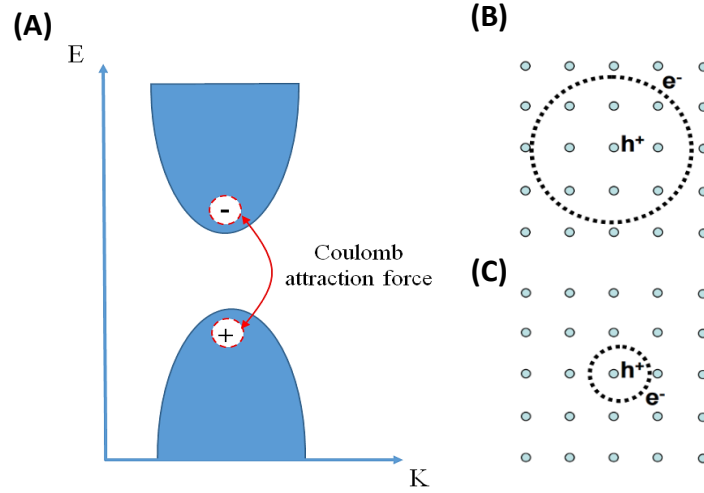 (A)
E
-
Coulomb
attraction force
+
K
(B)
e-
h+
(C)
h+
e-